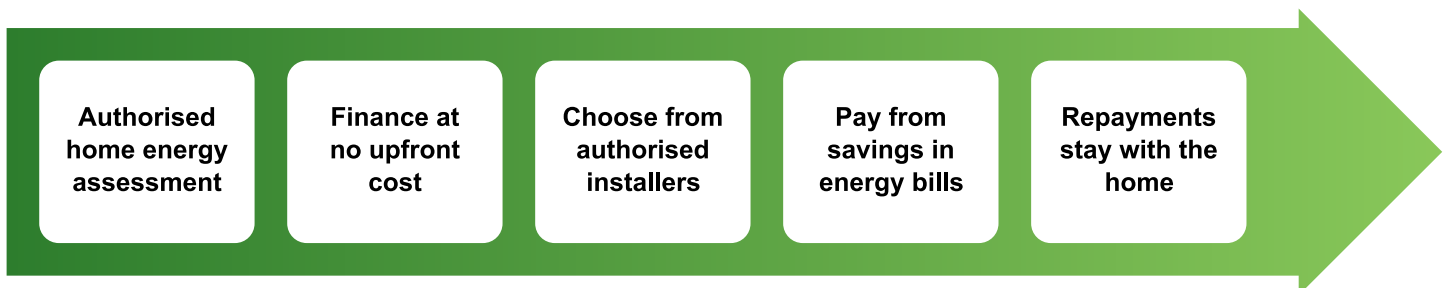 Authorised
home energy
assessment
Finance at
no upfront
cost
Choose from
authorised
installers
Pay from
savings in
energy bills
Repayments
stay with the
home